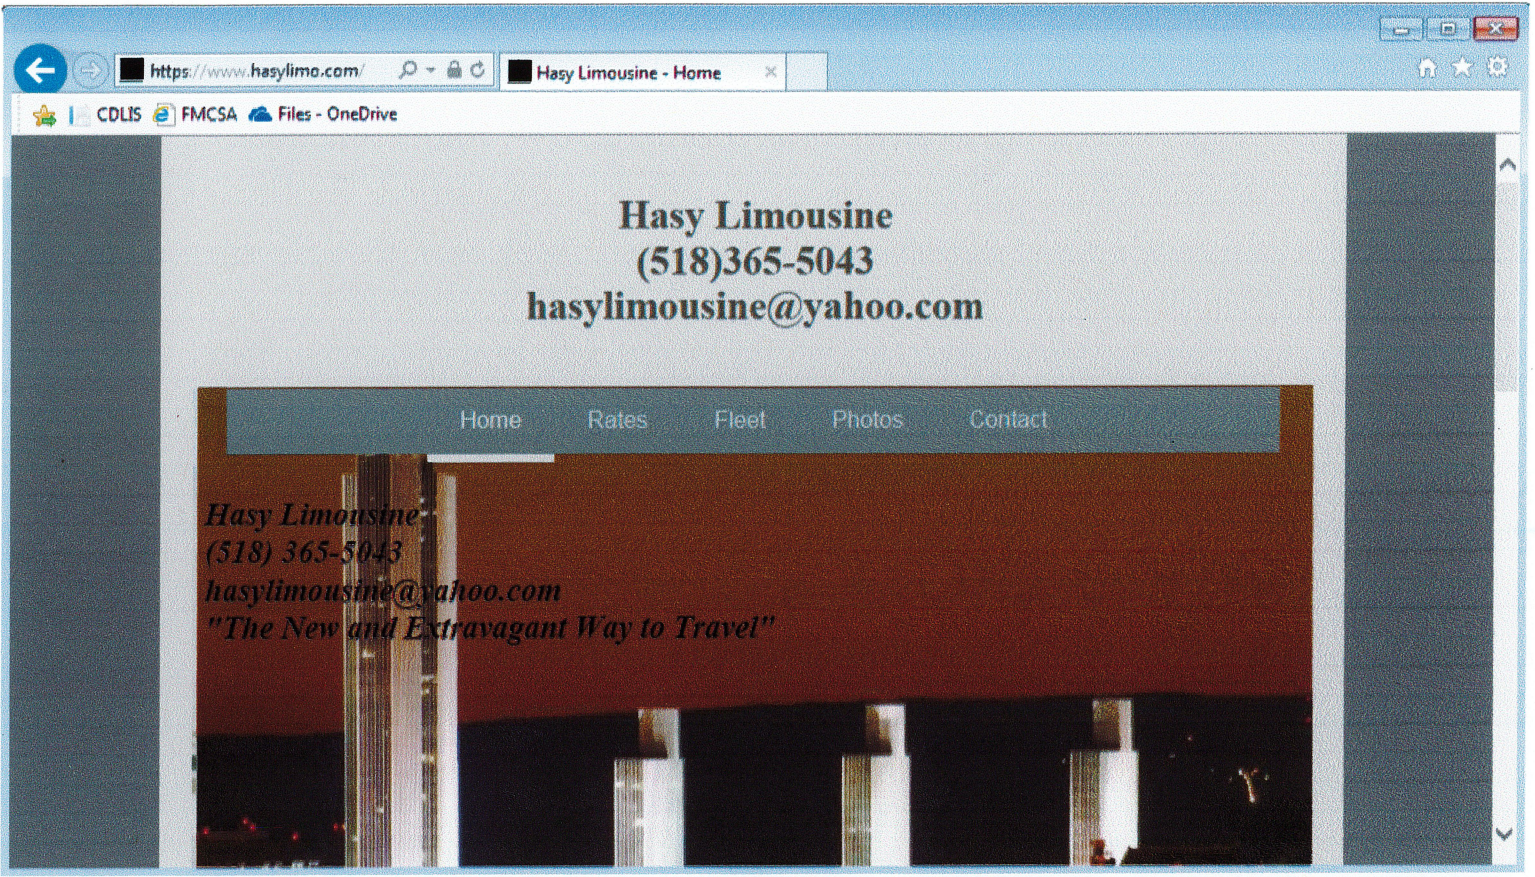 https://www.hasylimo.com/
Hasy Limousine - Home
CDLIS FMCSA Files - OneDrive
Hasy Limousine
(518)365-5043
hasylimousine@yahoo.com
Home Rates Fleet Photos Contact
Hasy Limousine
(518) 365-5043
hasylimousine@yahoo.com
"The New and Extravagant Way to Travel"